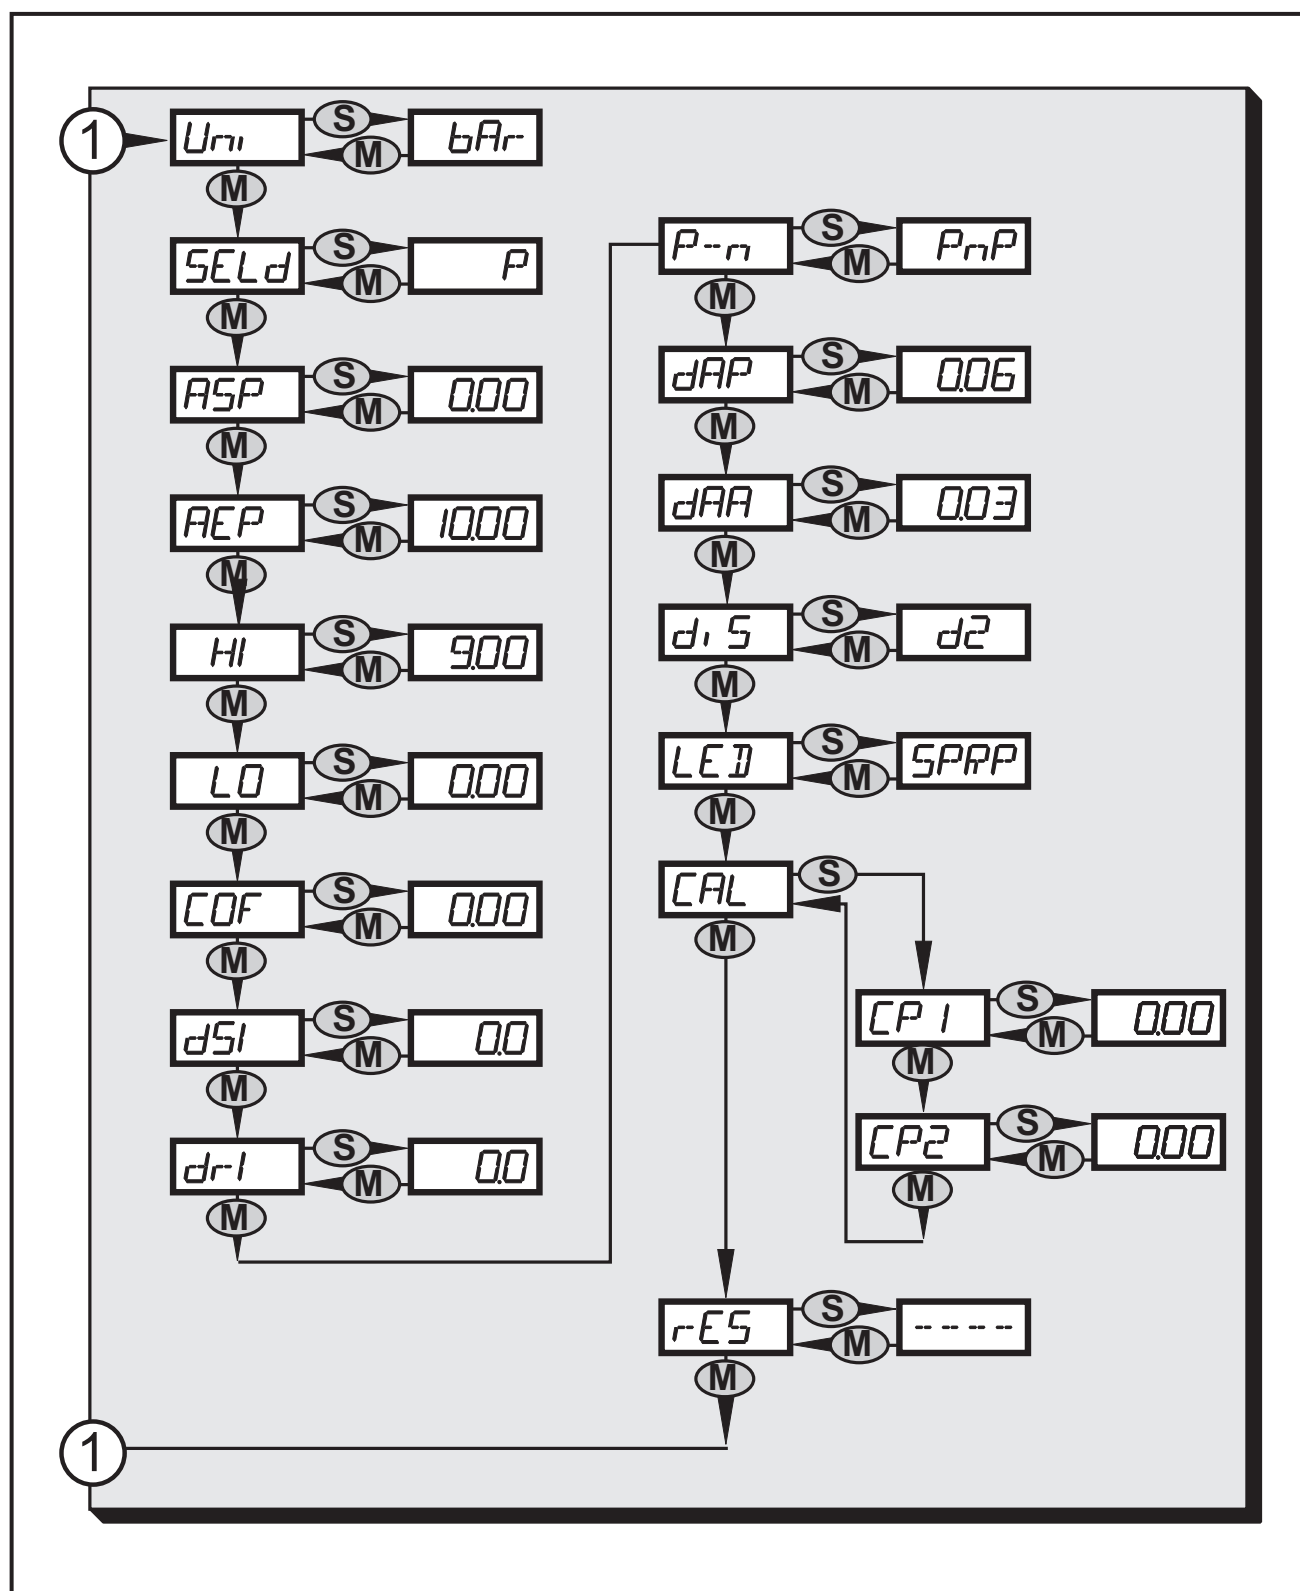 1
Uni S bAr
M
M
SELd S P
M
M
ASP S 0.00
M
M
AEP S 10.00
M
M
HI S 9.00
M
M
LO S 0.00
M
M
COF S 0.00
M
M
dS1 S 0.0
M
M
dr1 S 0.0
M
M
P-n S PnP
M
M
dAP S 0.06
M
M
dAA S 0.03
M
M
diS S d2
M
M
LED S
M
M
CAL S
M
CP1 S 0.00
M
M
CP2 S 0.00
M
M
rES S ----
M
M
1